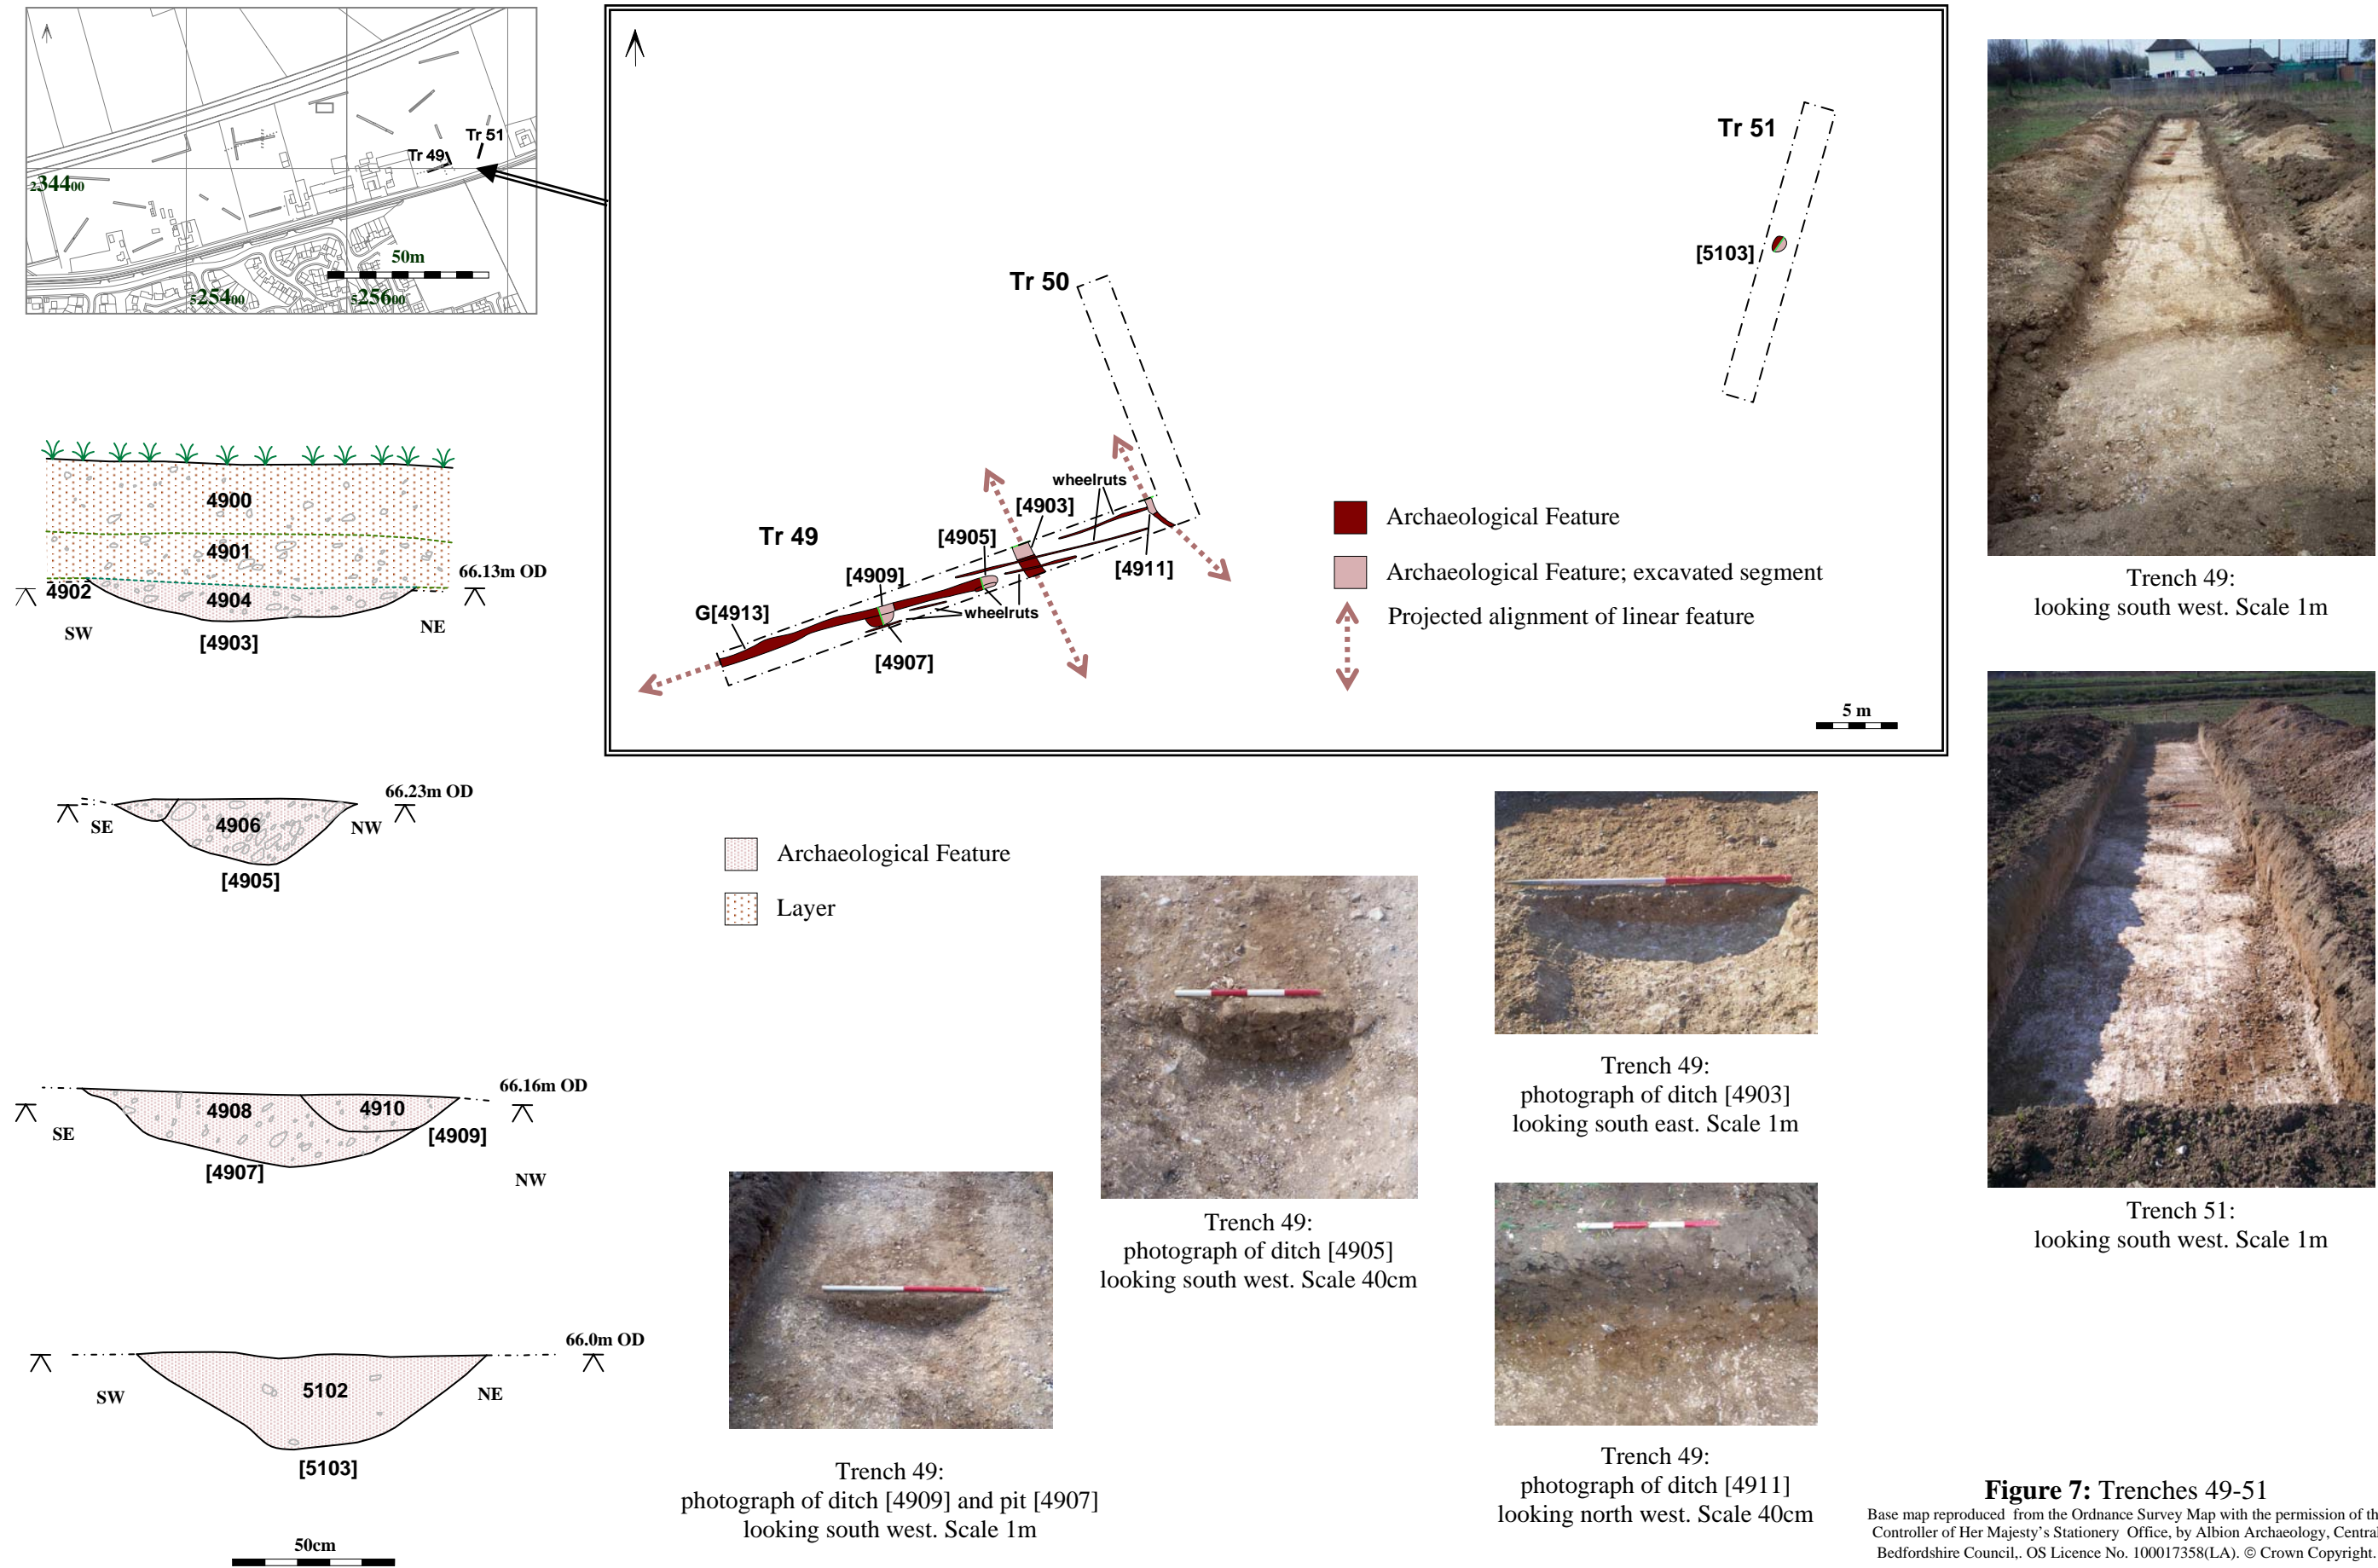 Tr 51
Tr 49
234400
50m
525400
525600
Tr 51
[5103]
Tr 50
wheelruts
[4903]
Tr 49
[4905]
[4909]
[4911]
G[4913]
wheelruts
[4907]
Archaeological Feature
Archaeological Feature; excavated segment
Projected alignment of linear feature
5 m
4900
4901
66.13m OD
4902
4904
SW
NE
[4903]
66.23m OD
4906
SE
NW
[4905]
66.16m OD
4908
4910
SE
[4909]
[4907]
NW
66.0m OD
5102
SW
NE
[5103]
50cm
Archaeological Feature
Layer
Trench 49:
photograph of ditch [4909] and pit [4907]
looking south west. Scale 1m
Trench 49:
photograph of ditch [4905]
looking south west. Scale 40cm
Trench 49:
photograph of ditch [4903]
looking south east. Scale 1m
Trench 49:
photograph of ditch [4911]
looking north west. Scale 40cm
Trench 49:
looking south west. Scale 1m
Trench 51:
looking south west. Scale 1m
Figure 7: Trenches 49-51
Base map reproduced from the Ordnance Survey Map with the permission of th
Controller of Her Majesty's Stationery Office, by Albion Archaeology, Central
Bedfordshire Council,. OS Licence No. 100017358(LA). © Crown Copyright.